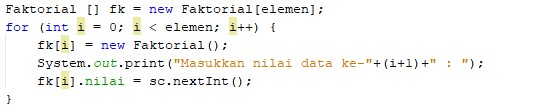 Faktorial [] fk = new Faktorial[elemen];
for (int i = 0; i < elemen; i++) {
fk[i] = new Faktorial();
System.out.print("Masukkan nilai data ke-"+(i+1)+" : ");
fk[i].nilai = sc.nextInt();
}